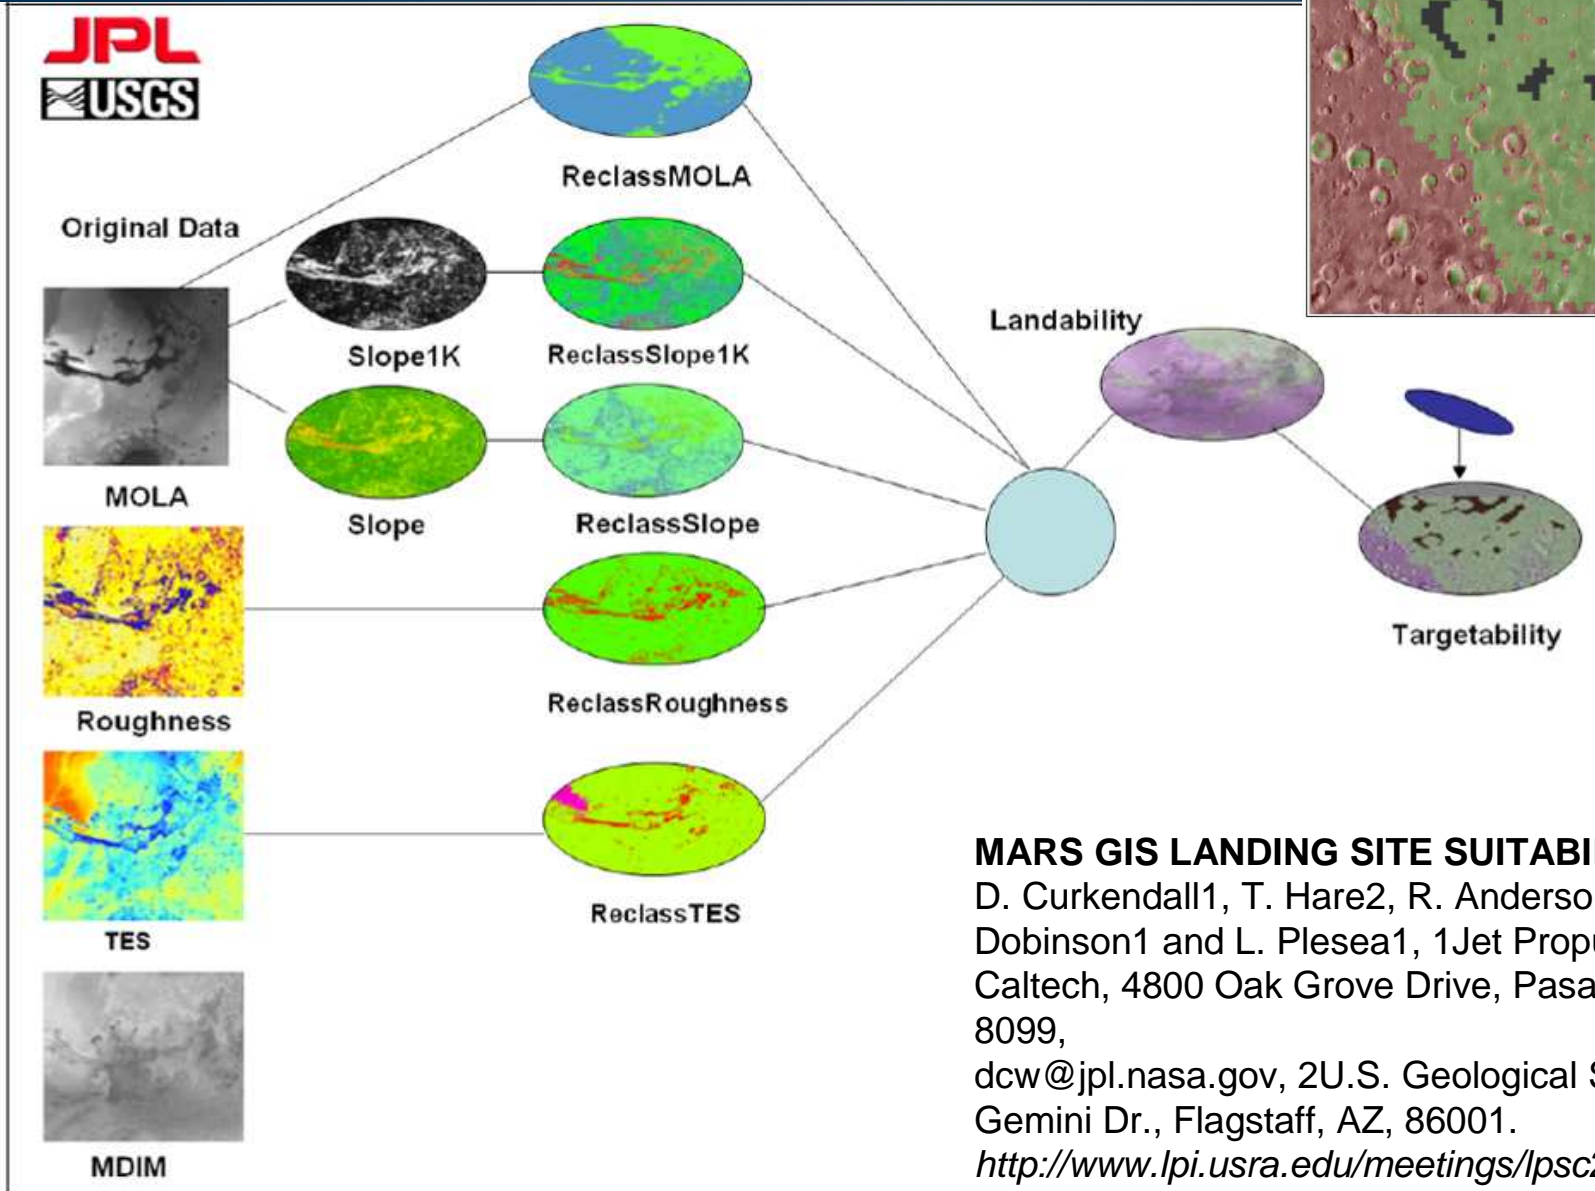 JPL
USGS
ReclassMOLA
Original Data
Slope1K
ReclassSlope1K
Landability
MOLA
Slope
ReclassSlope
Targetability
Roughness
ReclassRoughness
TES
ReclassTES
MDIM
MARS GIS LANDING SITE SUITABI
D. Curkendall1, T. Hare2, R. Anderso
Dobinson1 and L. Plesea1, 1Jet Propu
Caltech, 4800 Oak Grove Drive, Pasa
8099,
dcw@jpl.nasa.gov, 2U.S. Geological S
Gemini Dr., Flagstaff, AZ, 86001.
http://www.lpi.usra.edu/meetings/lpsc2